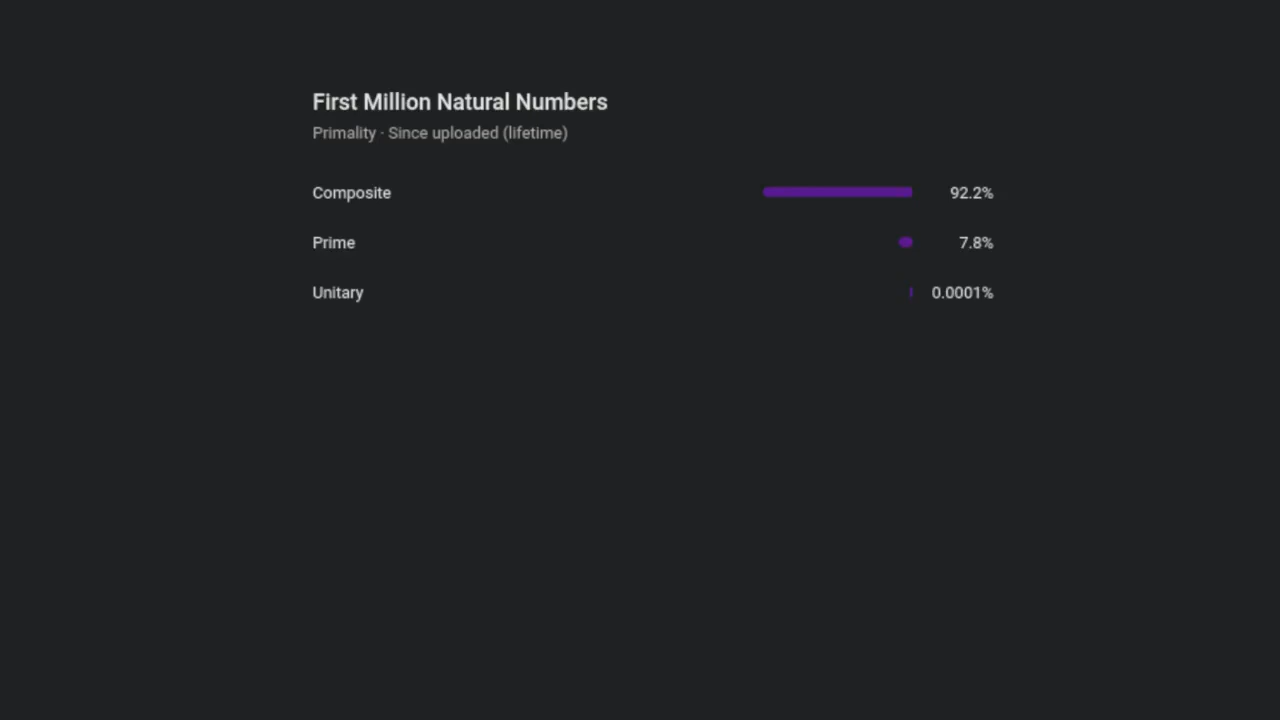 First Million Natural Numbers
Primality · Since uploaded (lifetime)
Composite 92.2%
Prime 7.8%
Unitary 0.0001%